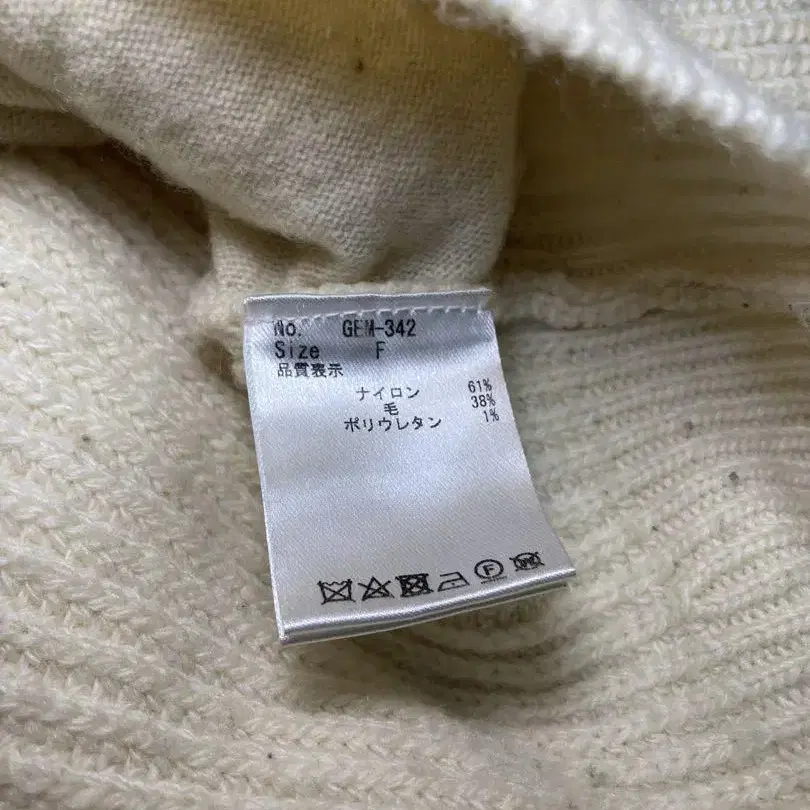 No. GEM-342
Size F
品質表示
ナイロン 61%
毛 38%
ポリウレタン 1%
F